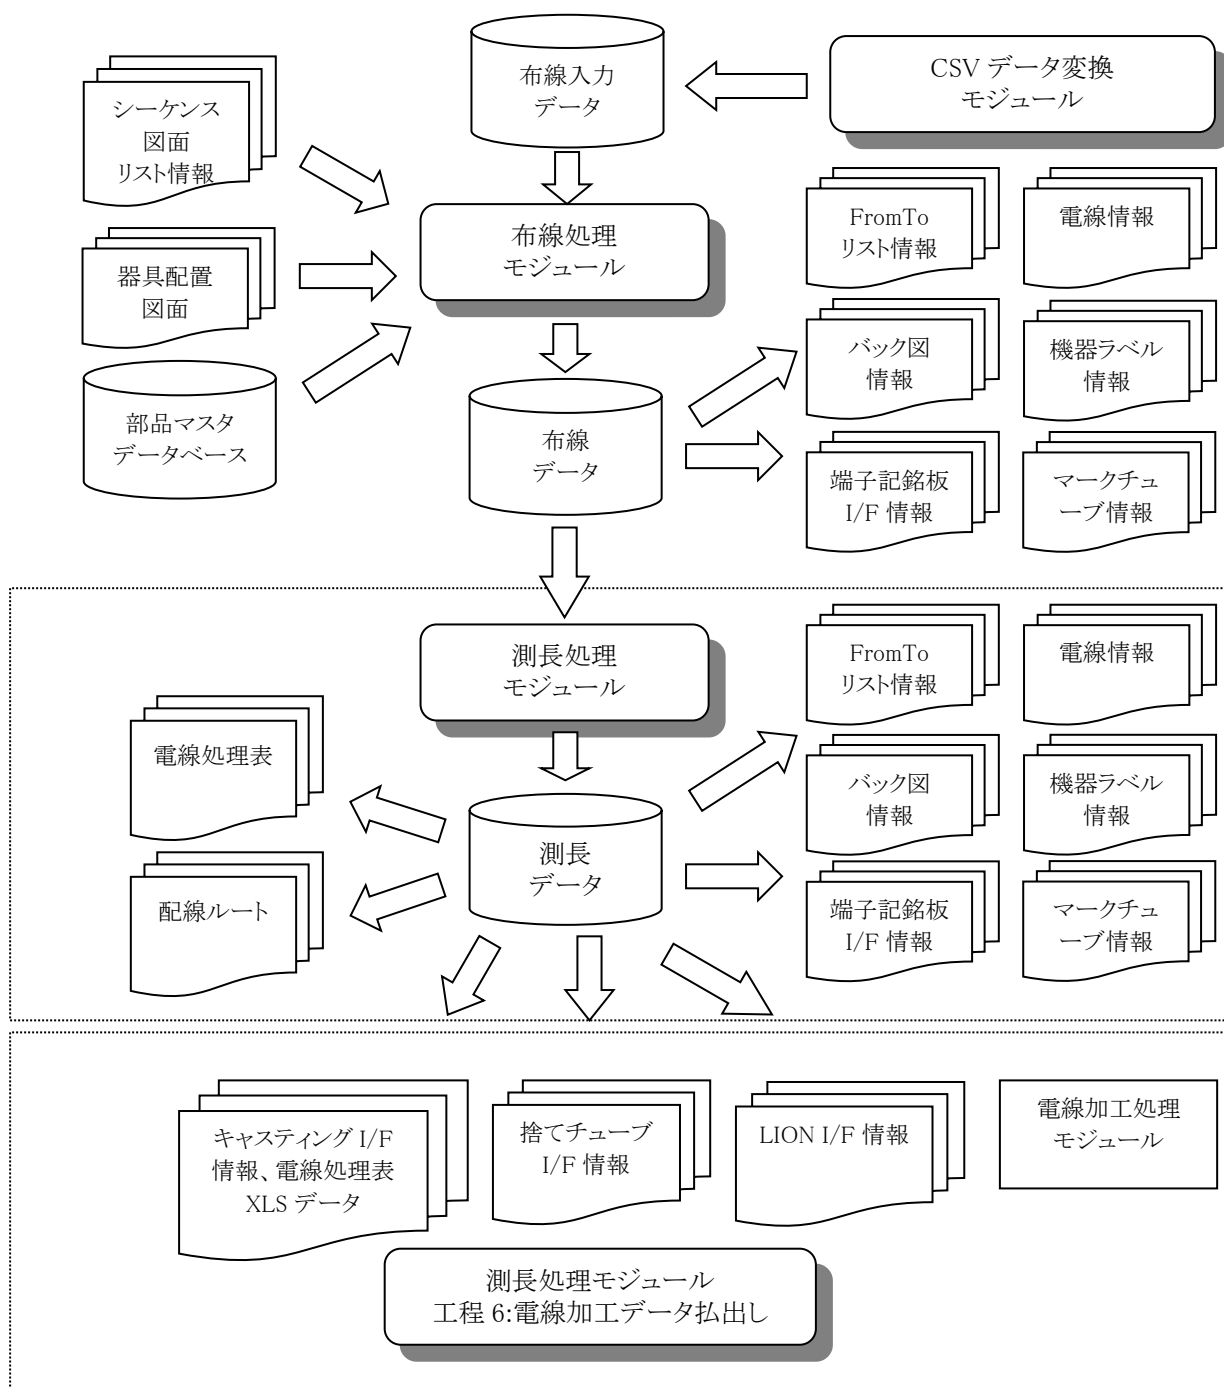 布線入力
データ
CSV データ変換
モジュール
シーケンス
図面
リスト情報
布線処理
モジュール
FromTo
リスト情報
電線情報
器具配置
図面
バック図
情報
機器ラベル
情報
部品マスタ
データベース
布線
データ
端子記銘板
I/F 情報
マークチュ
ーブ情報
測長処理
モジュール
FromTo
リスト情報
電線情報
電線処理表
バック図
情報
機器ラベル
情報
測長
データ
配線ルート
端子記銘板
I/F 情報
マークチュ
ーブ情報
キャスティング I/F
情報、電線処理表
XLS データ
捨てチューブ
I/F 情報
LION I/F 情報
電線加工処理
モジュール
測長処理モジュール
工程 6:電線加工データ払出し